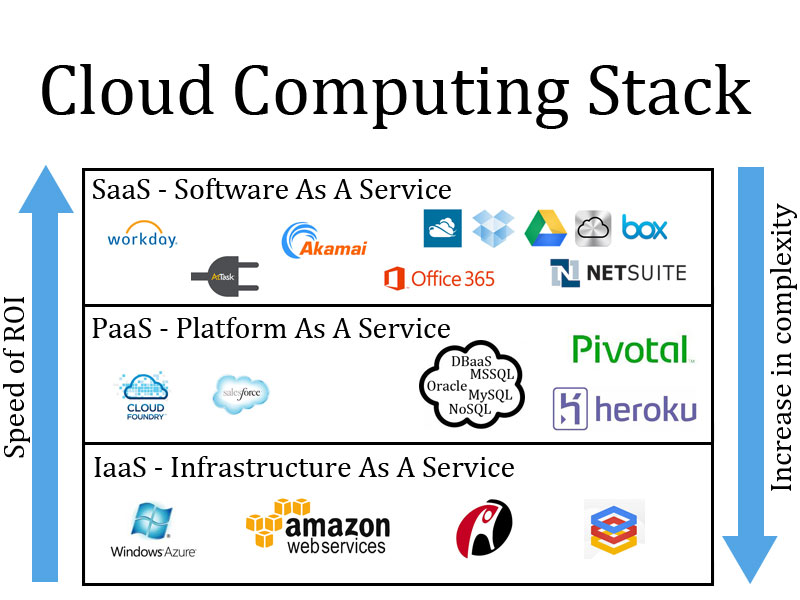 Cloud Computing Stack
SaaS - Software As A Service
workday.
Akamai
box
AtTask
Office 365
NETSUITE
PaaS - Platform As A Service
DBaaS
MSSQL
Oracle
MySQL
NoSQL
Pivotal™
CLOUD
FOUNDRY
salesforce
heroku
IaaS - Infrastructure As A Service
Windows Azure
amazon
webservices
Speed of ROI
Increase in complexity